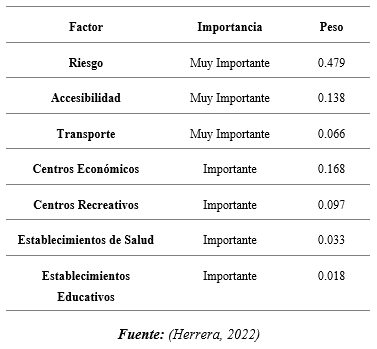 Factor Importancia Peso
Riesgo Muy Importante 0.479
Accesibilidad Muy Importante 0.138
Transporte Muy Importante 0.066
Centros Económicos Importante 0.168
Centros Recreativos Importante 0.097
Establecimientos de Salud Importante 0.033
Establecimientos Importante 0.018
Educativos
Fuente: (Herrera, 2022)